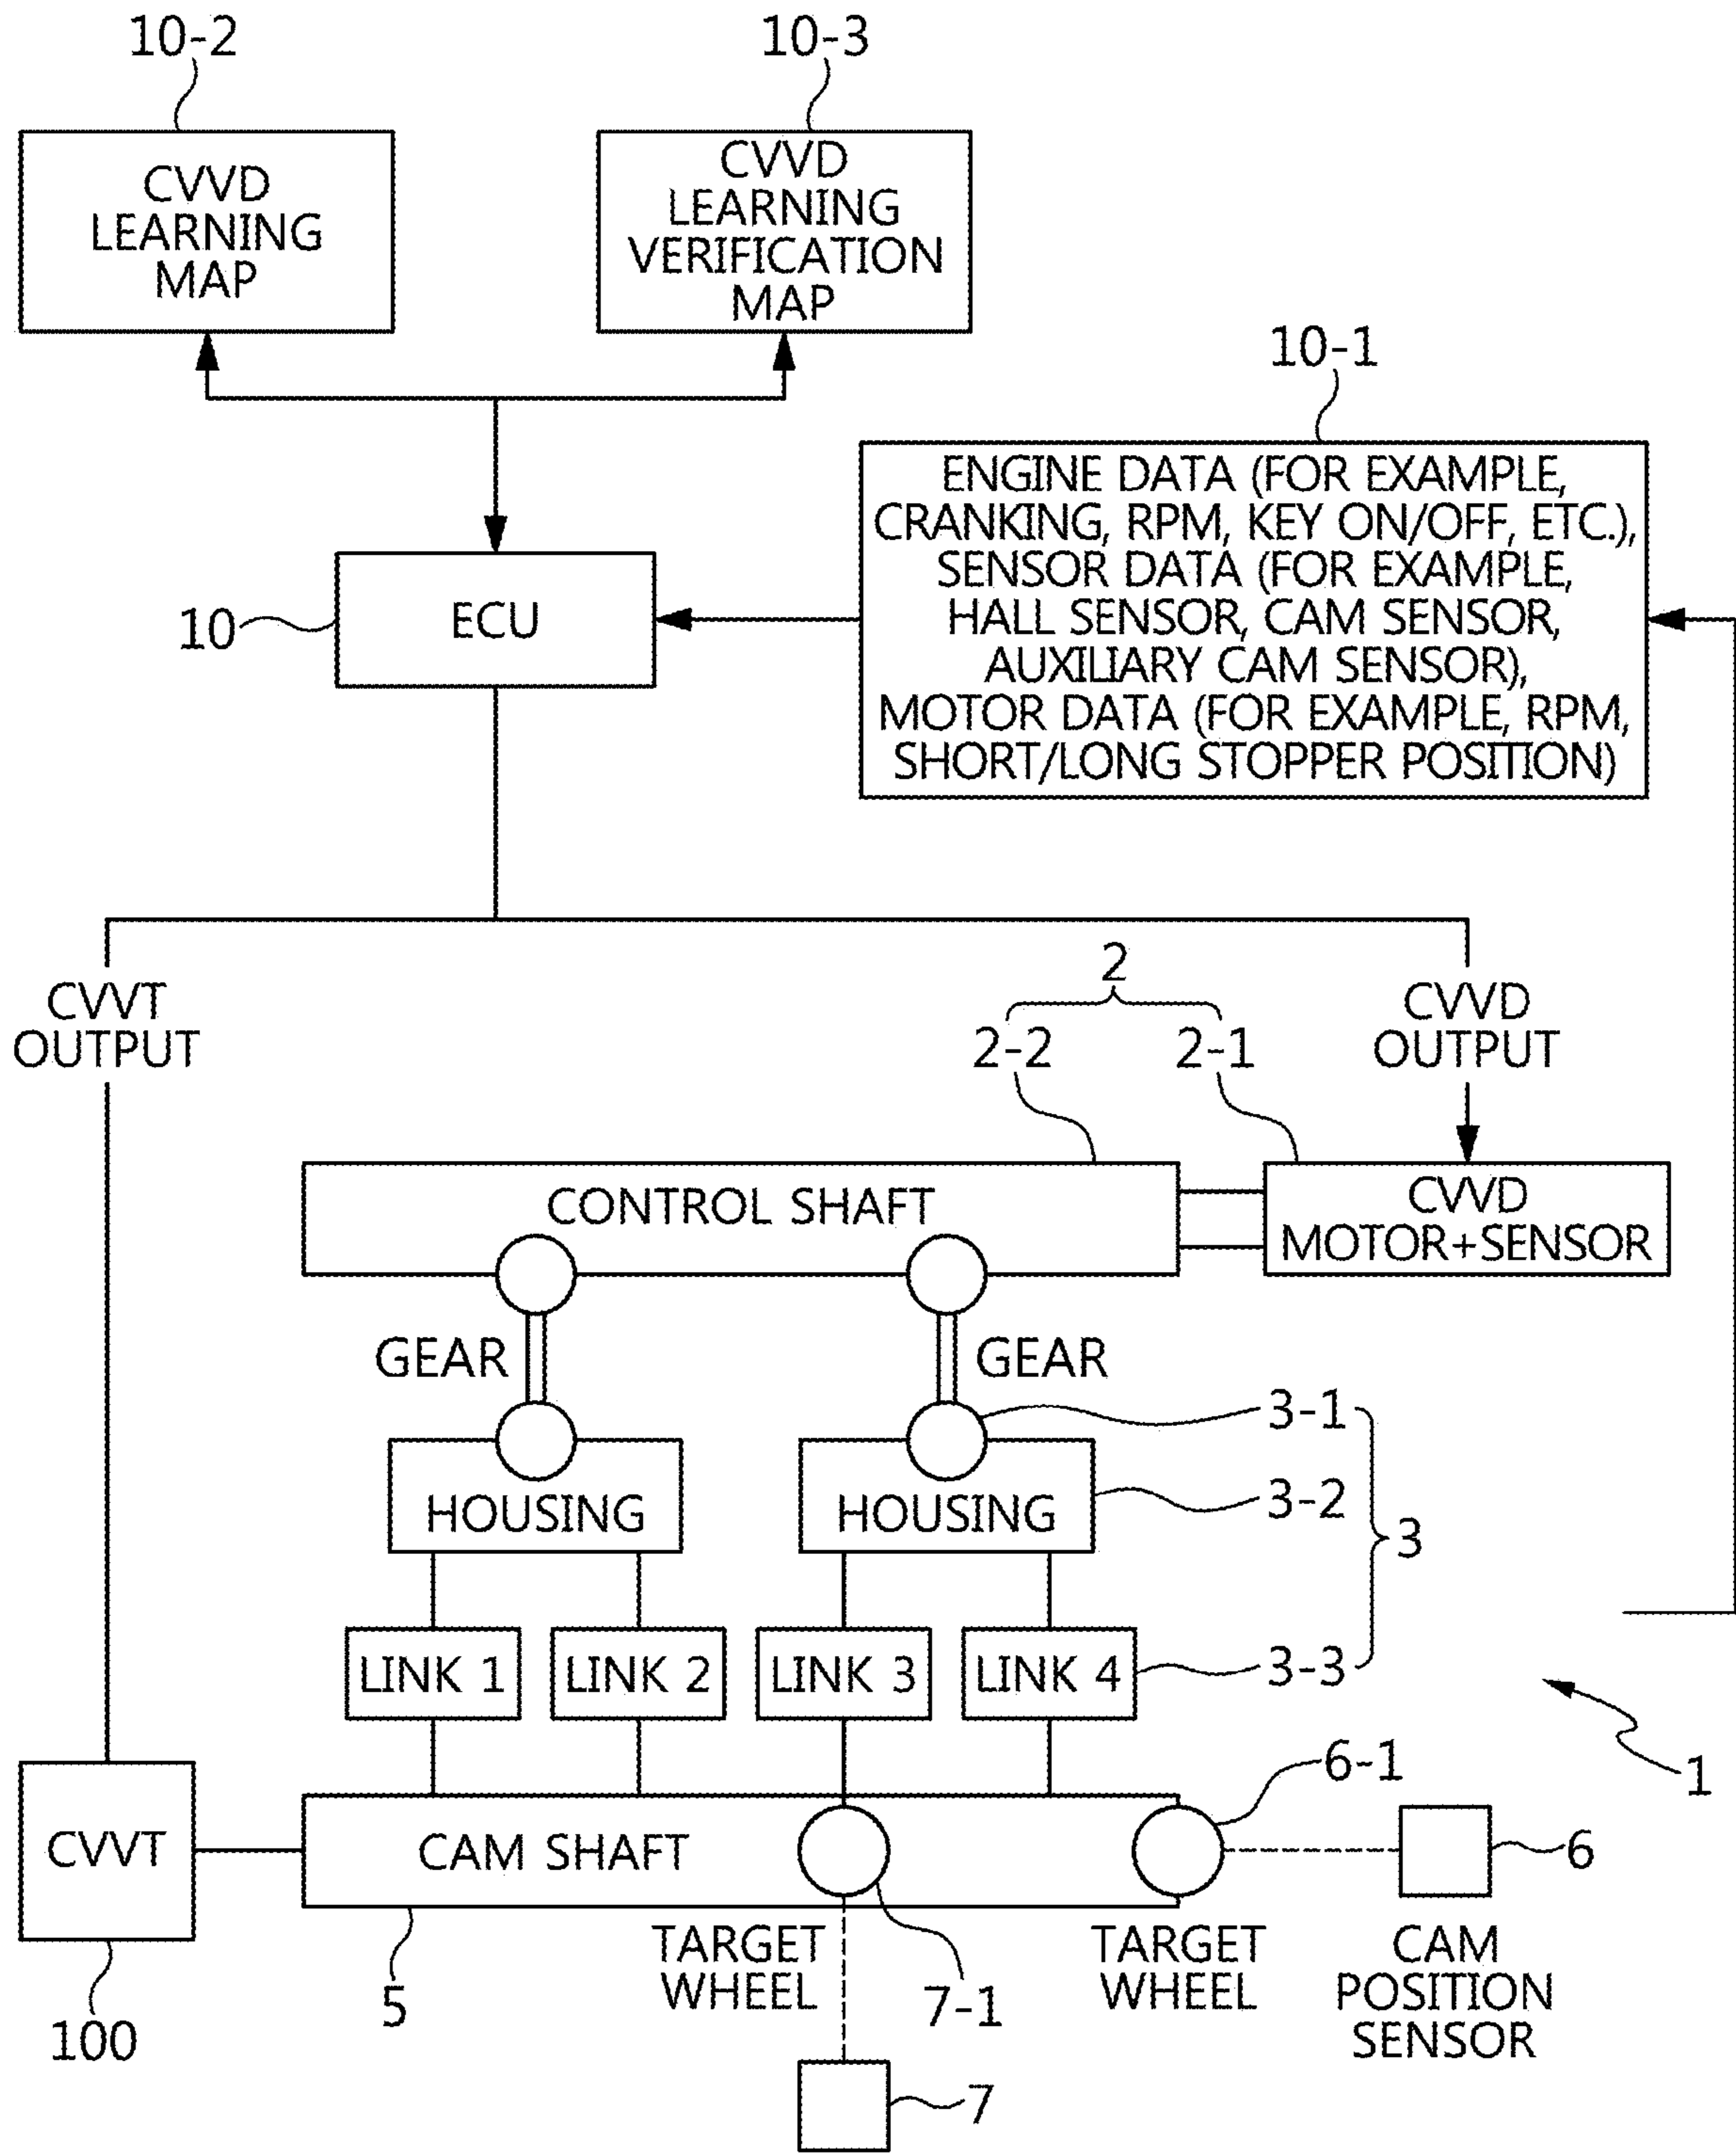 10-2
10-3
CVVD
LEARNING
MAP
CVVD
LEARNING
VERIFICATION
MAP
10-1
ENGINE DATA (FOR EXAMPLE,
CRANKING, RPM, KEY ON/OFF, ETC.),
SENSOR DATA (FOR EXAMPLE,
HALL SENSOR, CAM SENSOR,
AUXILIARY CAM SENSOR),
MOTOR DATA (FOR EXAMPLE, RPM,
SHORT/LONG STOPPER POSITION)
10
ECU
CVVT
OUTPUT
2
2-2
2-1
CVVD
OUTPUT
CONTROL SHAFT
CVVD
MOTOR+SENSOR
GEAR
GEAR
3-1
HOUSING
HOUSING
3-2
3
LINK 1
LINK 2
LINK 3
LINK 4
3-3
1
6-1
CVVT
CAM SHAFT
6
TARGET
WHEEL
TARGET
WHEEL
CAM
POSITION
SENSOR
100
5
7-1
7